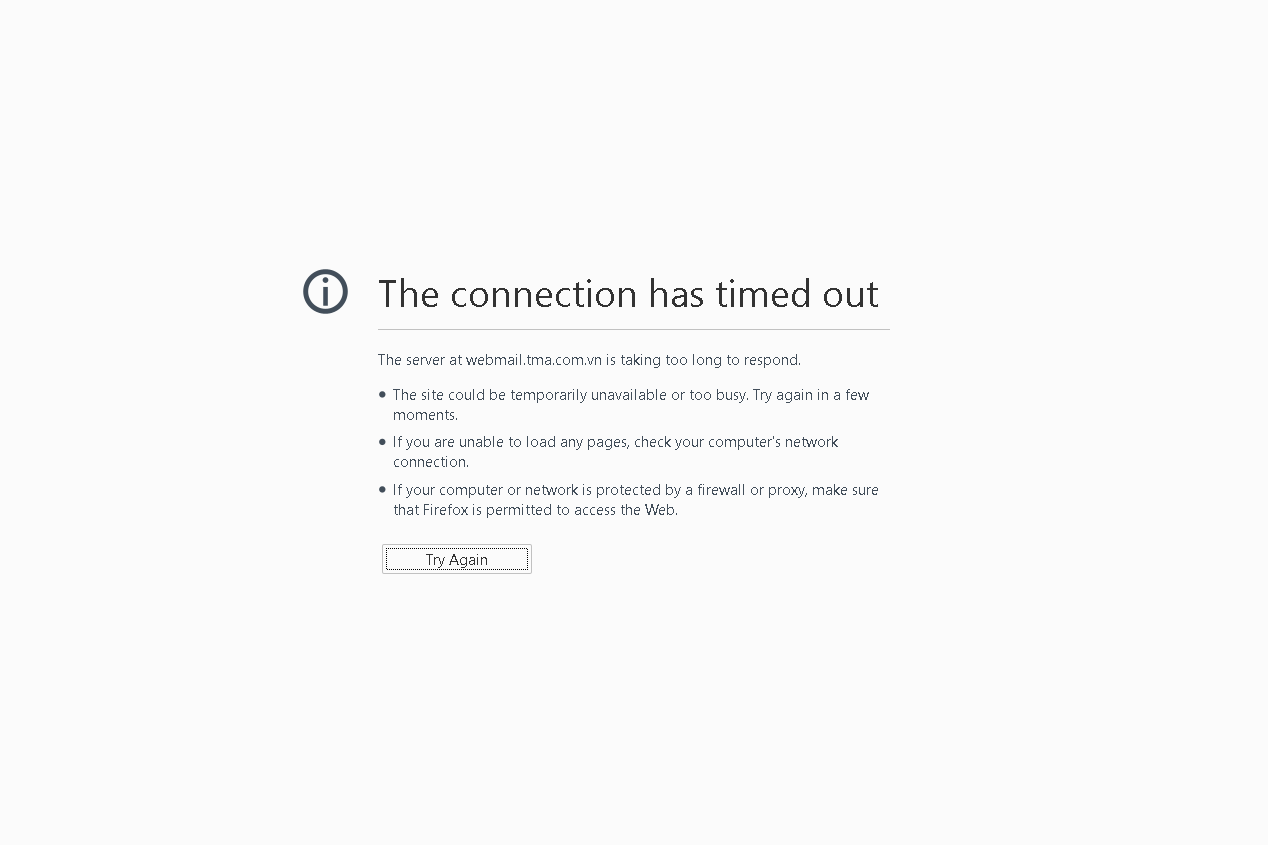 The connection has timed out
The server at webmail.tma.com.vn is taking too long to respond.
The site could be temporarily unavailable or too busy. Try again in a few
moments.
If you are unable to load any pages, check your computer's network
connection.
If your computer or network is protected by a firewall or proxy, make sure
that Firefox is permitted to access the Web.
Try Again